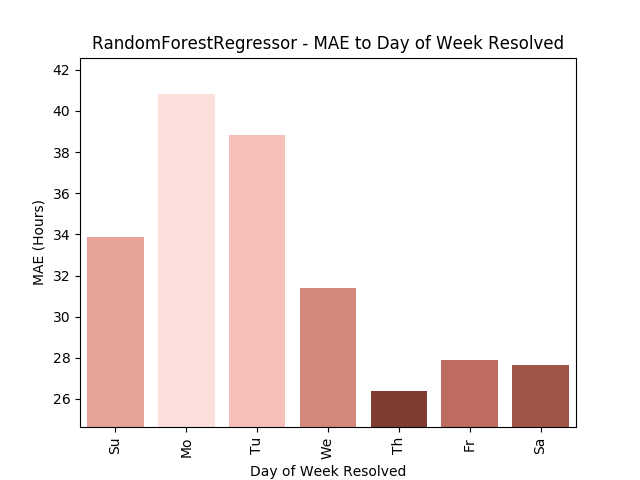 RandomForestRegressor - MAE to Day of Week Resolved
42
40
38
36
34
32
30
28
26
MAE (Hours)
Su
Mo
Tu
We
Th
Fr
Sa
Day of Week Resolved